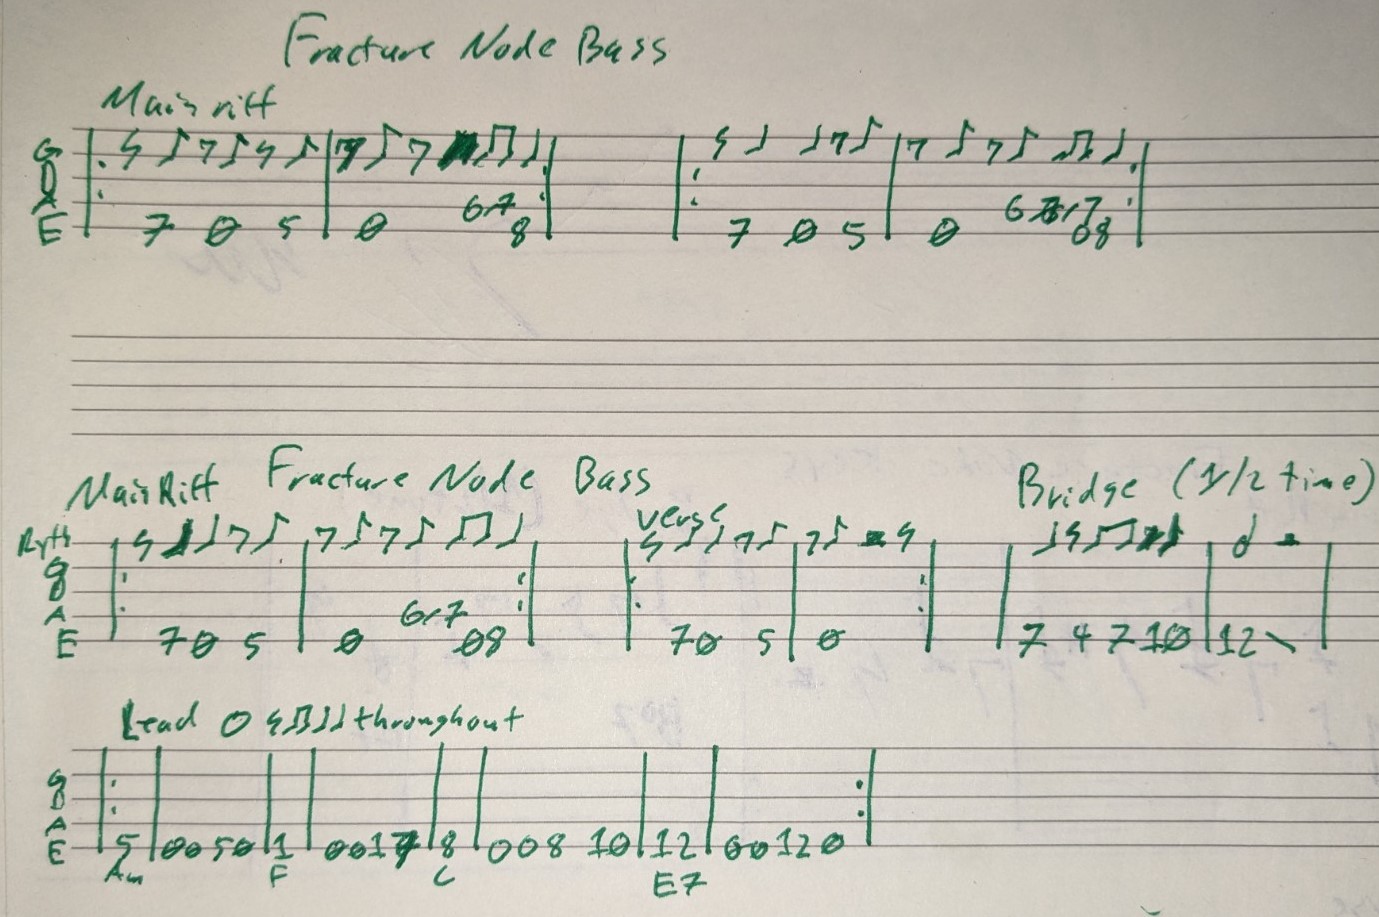 Fracture Node Bass
Main riff
G
D
A
E
7 0 5 0 6 7 8
7 0 5 0 6 7 0 8
Fracture Node Bass
Main Riff
Verse
Bridge (1/2 time)
Ryth
G
D
A
E
7 0 5 0 6 7 0 8
7 0 5 0
7 4 7 10 12
Lead throughout
G
D
A
E
5 0 0 5 0 1 0 0 1 8 0 0 8 10 12 0 0 12 0
Am F C E7